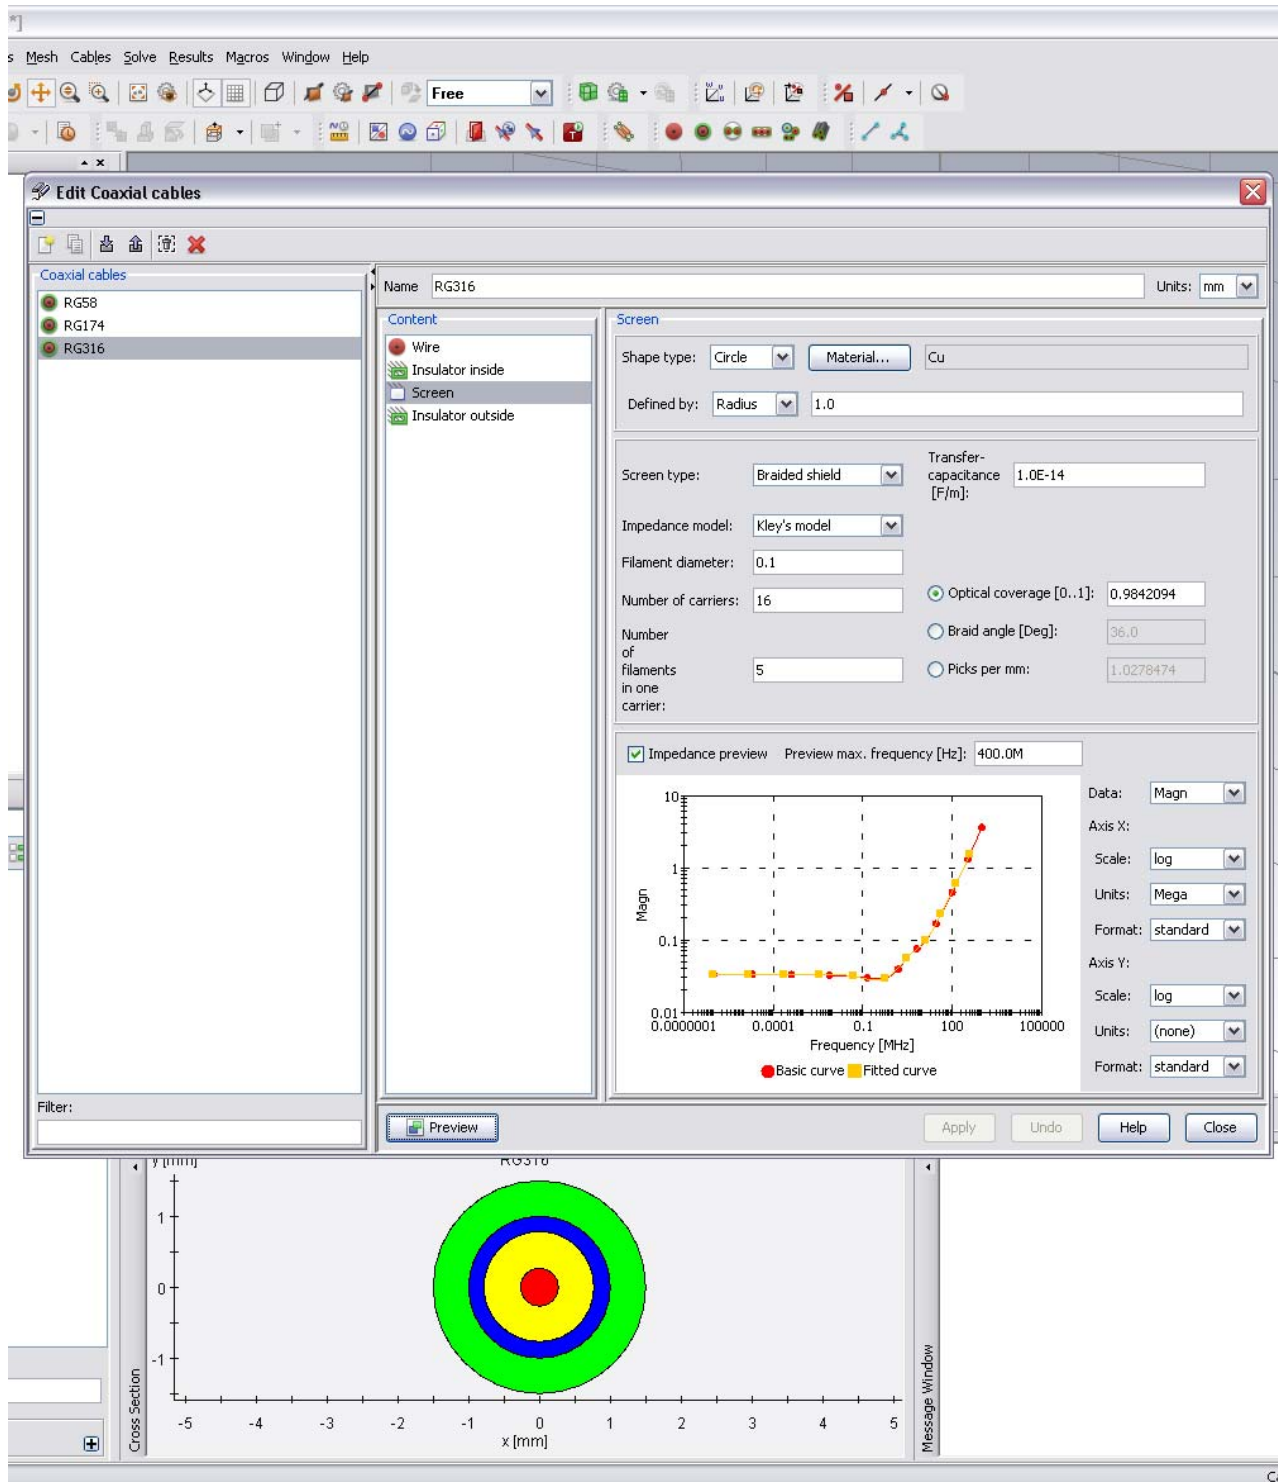 *]
s Mesh Cables Solve Results Macros Window Help
Free
Edit Coaxial cables
Coaxial cables
RG58
RG174
RG316
Filter:
Name RG316 Units: mm
Content
Wire
Insulator inside
Screen
Insulator outside
Screen
Shape type: Circle Material... Cu
Defined by: Radius 1.0
Screen type: Braided shield
Transfer-
capacitance 1.0E-14
[F/m]:
Impedance model: Kley's model
Filament diameter: 0.1
Number of carriers: 16
Optical coverage [0..1]: 0.9842094
Number
of
filaments
in one
carrier:
5
Braid angle [Deg]: 36.0
Picks per mm: 1.0278474
Impedance preview Preview max. frequency [Hz]: 400.0M
10
1
0.1
0.01
Magn
0.0000001 0.0001 0.1 100 100000
Frequency [MHz]
Basic curve Fitted curve
Data: Magn
Axis X:
Scale: log
Units: Mega
Format: standard
Axis Y:
Scale: log
Units: (none)
Format: standard
Preview Apply Undo Help Close
y [mm]
RG316
1
0
-1
-5 -4 -3 -2 -1 0 1 2 3 4 5
x [mm]
Cross Section
Message Window